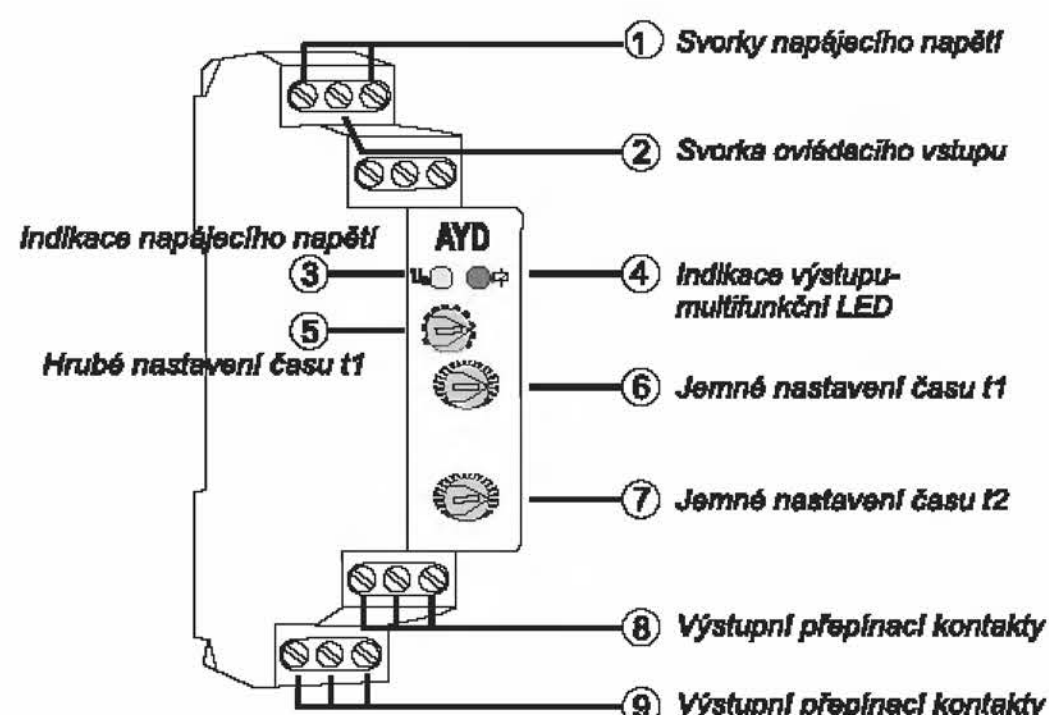 1 Svorky napájecího napětí
2 Svorka ovládacího vstupu
AYD
Indikace napájecího napětí
3
Un
4 Indikace výstupu-
multifunkční LED
5
Hrubé nastavení času t1
6 Jemné nastavení času t1
7 Jemné nastavení času t2
8 Výstupní přepínací kontakty
9 Výstupní přepínací kontakty